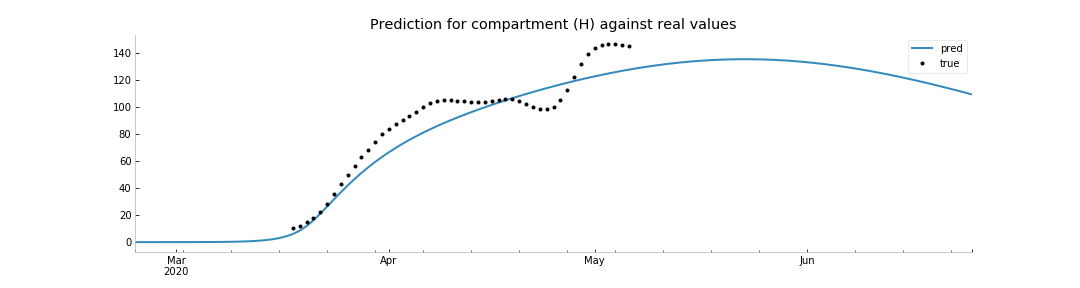 Prediction for compartment (H) against real values
140
120
100
80
60
40
20
0
pred
true
Mar
2020
Apr
May
Jun